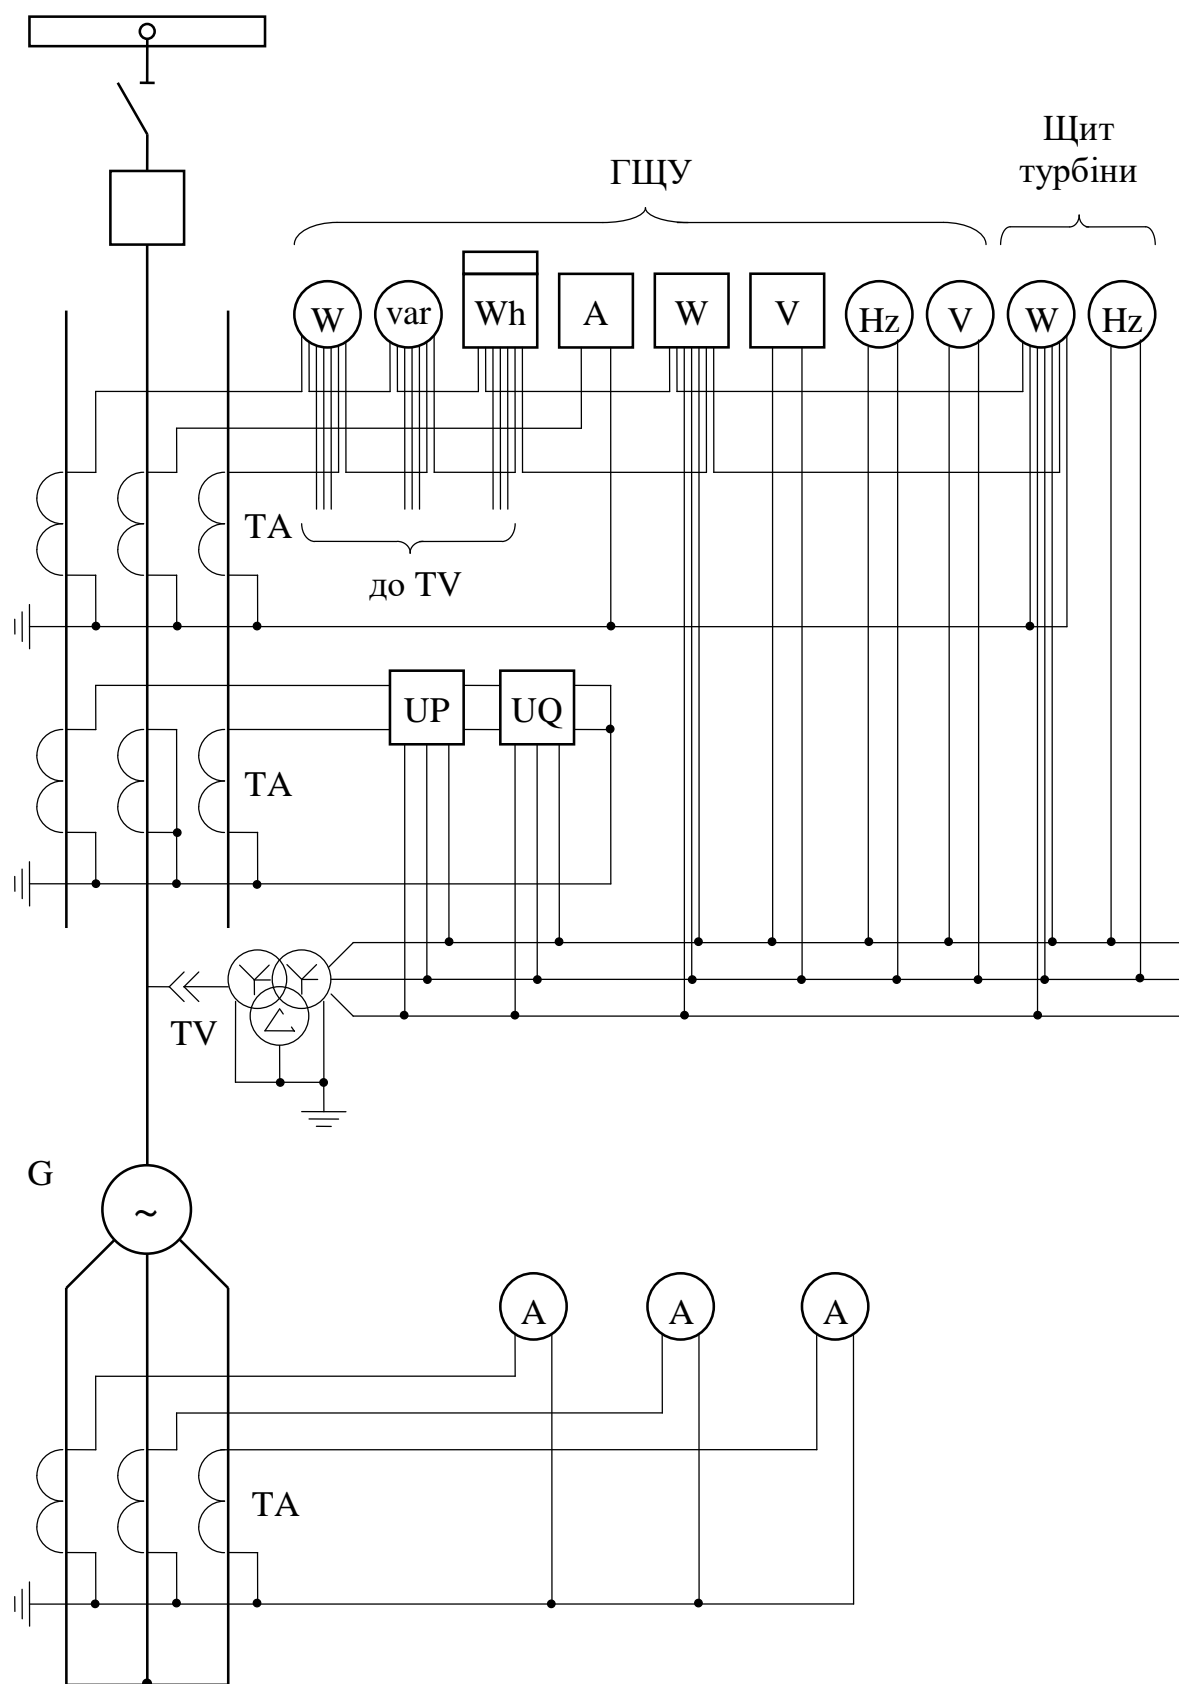 Щит
турбіни
ГЩУ
W var Wh A W V Hz V W Hz
TA
до TV
UP UQ
TA
TV
G
~
A A A
TA